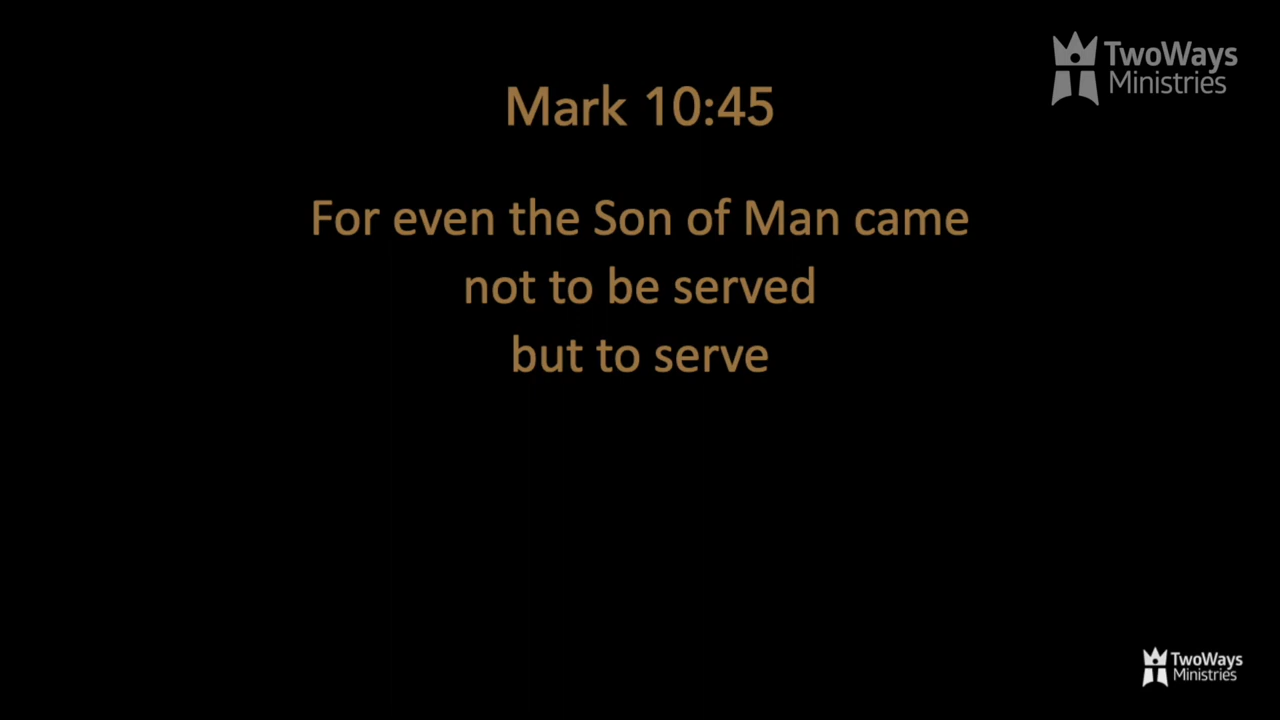 TwoWays
Ministries
Mark 10:45
For even the Son of Man came
not to be served
but to serve
TwoWays
Ministries